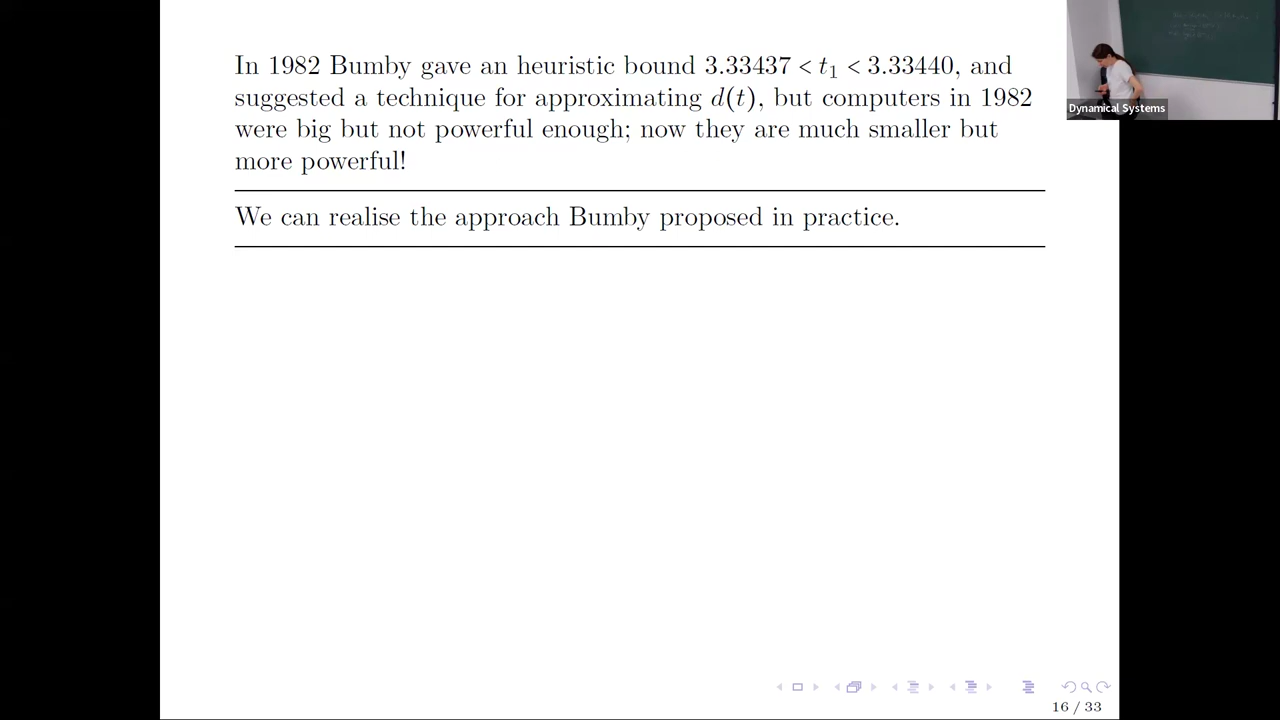 In 1982 Bumby gave an heuristic bound 3.33437 < t₁ < 3.33440, and
suggested a technique for approximating d(t), but computers in 1982
were big but not powerful enough; now they are much smaller but
more powerful!
We can realise the approach Bumby proposed in practice.
Dynamical Systems
16 / 33